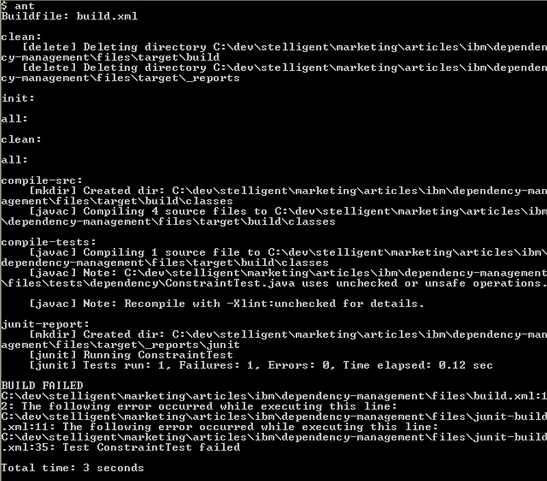 $ ant
Buildfile: build.xml
clean:
[delete] Deleting directory C:\dev\stelligent\marketing\articles\ibm\dependen
cy-management\files\target\build
[delete] Deleting directory C:\dev\stelligent\marketing\articles\ibm\dependen
cy-management\files\target\_reports
init:
all:
clean:
all:
compile-src:
[mkdir] Created dir: C:\dev\stelligent\marketing\articles\ibm\dependency-man
agement\files\target\build\classes
[javac] Compiling 4 source files to C:\dev\stelligent\marketing\articles\ibm
\dependency-management\files\target\build\classes
compile-tests:
[javac] Compiling 1 source file to C:\dev\stelligent\marketing\articles\ibm\
dependency-management\files\target\build\classes
[javac] Note: C:\dev\stelligent\marketing\articles\ibm\dependency-management
\files\tests\dependency\ConstraintTest.java uses unchecked or unsafe operations.
[javac] Note: Recompile with -Xlint:unchecked for details.
junit-report:
[mkdir] Created dir: C:\dev\stelligent\marketing\articles\ibm\dependency-man
agement\files\target\_reports\junit
[junit] Running ConstraintTest
[junit] Tests run: 1, Failures: 1, Errors: 0, Time elapsed: 0.12 sec
BUILD FAILED
C:\dev\stelligent\marketing\articles\ibm\dependency-management\files\build.xml:1
2: The following error occurred while executing this line:
C:\dev\stelligent\marketing\articles\ibm\dependency-management\files\junit-build
.xml:11: The following error occurred while executing this line:
C:\dev\stelligent\marketing\articles\ibm\dependency-management\files\junit-build
.xml:35: Test ConstraintTest failed
Total time: 3 seconds